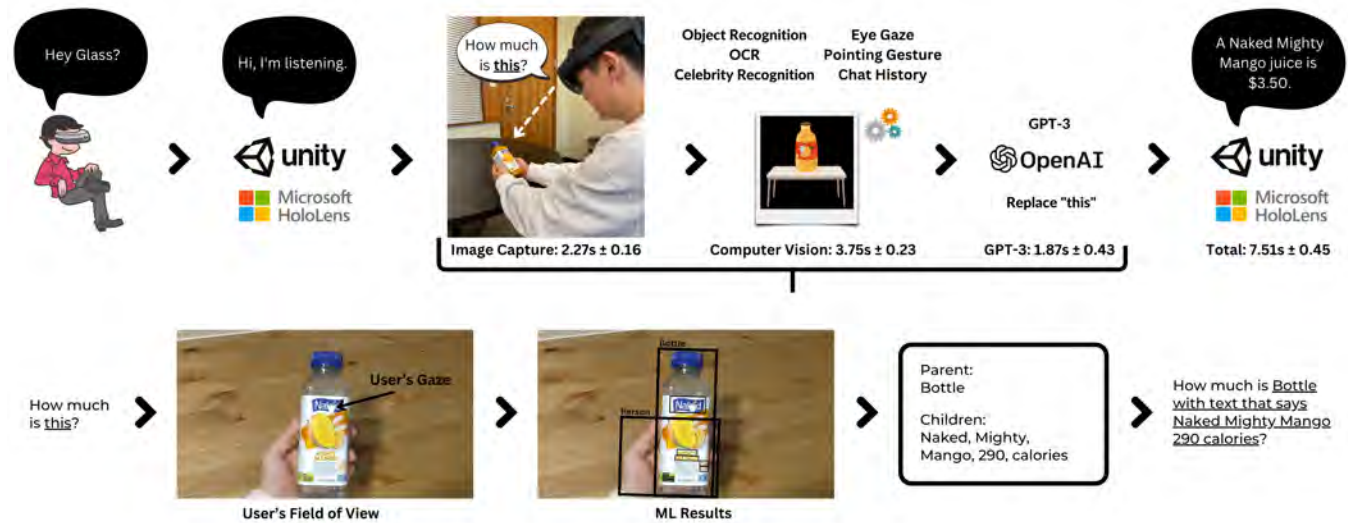 Hey Glass?
Hi, I'm listening.
unity
Microsoft
HoloLens
How much
is this?
Object Recognition
OCR
Celebrity Recognition
Eye Gaze
Pointing Gesture
Chat History
GPT-3
OpenAI
Replace "this"
A Naked Mighty
Mango juice is
$3.50.
unity
Microsoft
HoloLens
Image Capture: 2.27s ± 0.16
Computer Vision: 3.75s ± 0.23
GPT-3: 1.87s ± 0.43
Total: 7.51s ± 0.45
How much
is this?
User's Gaze
Naked
User's Field of View
Bottle
Person
Naked
ML Results
Parent:
Bottle
Children:
Naked, Mighty,
Mango, 290, calories
How much is Bottle
with text that says
Naked Mighty Mango
290 calories?